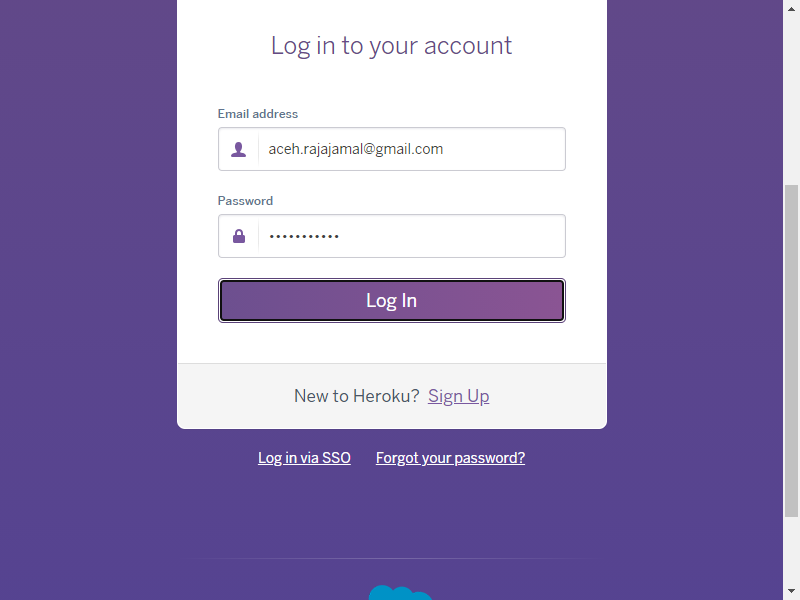 Log in to your account
Email address
aceh.rajajamal@gmail.com
Password
•••••••••••
Log In
New to Heroku? Sign Up
Log in via SSO Forgot your password?